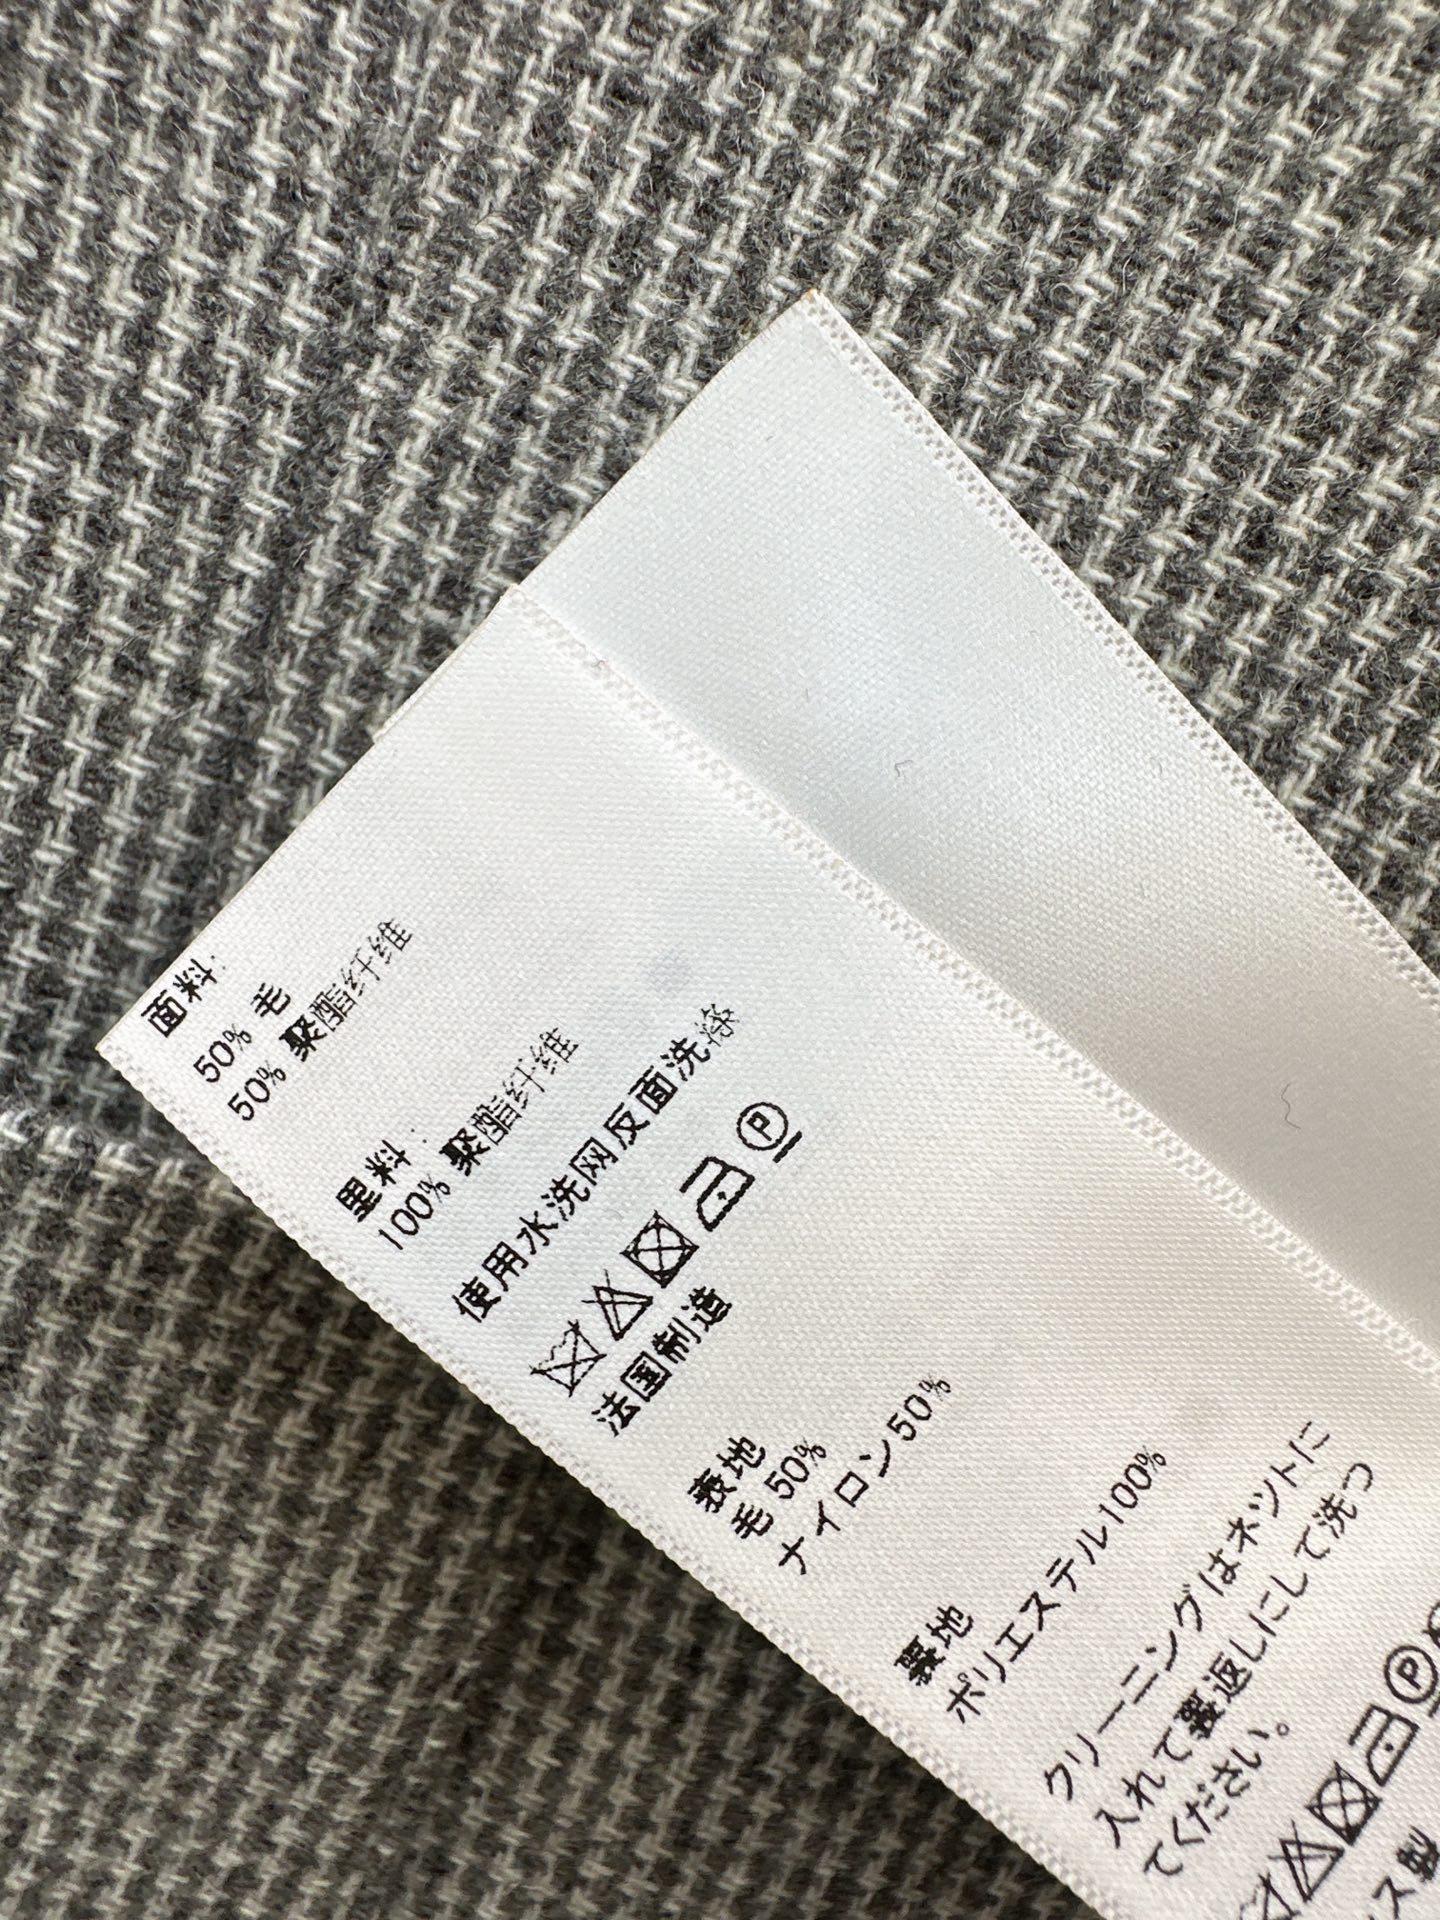 面料:
50% 毛
50% 聚酯纤维
里料:
100% 聚酯纤维
使用水洗网反面洗涤
P
法国制造
表地
毛 50%
ナイロン50%
裏地
ポリエステル100%
クリーニングはネットに
入れて裏返しにして洗っ
てください。
P
ス製